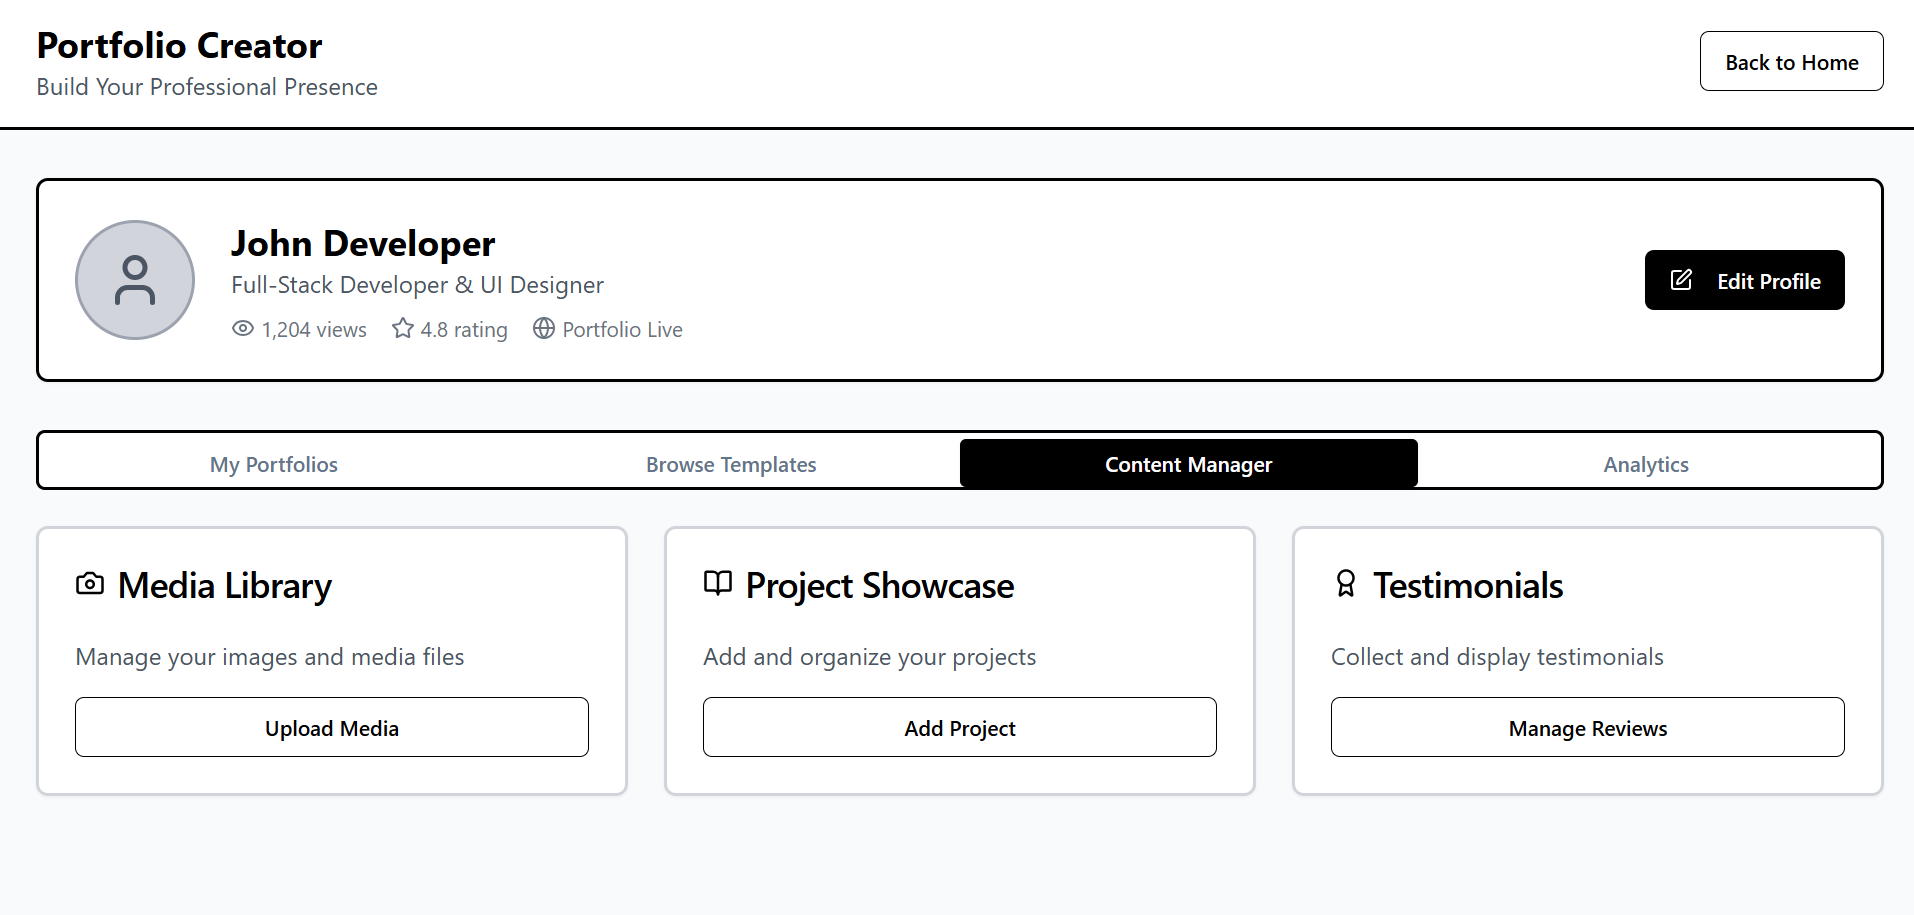 Portfolio Creator
Build Your Professional Presence
Back to Home
John Developer
Full-Stack Developer & UI Designer
1,204 views 4.8 rating Portfolio Live
Edit Profile
My Portfolios Browse Templates Content Manager Analytics
Media Library
Manage your images and media files
Upload Media
Project Showcase
Add and organize your projects
Add Project
Testimonials
Collect and display testimonials
Manage Reviews